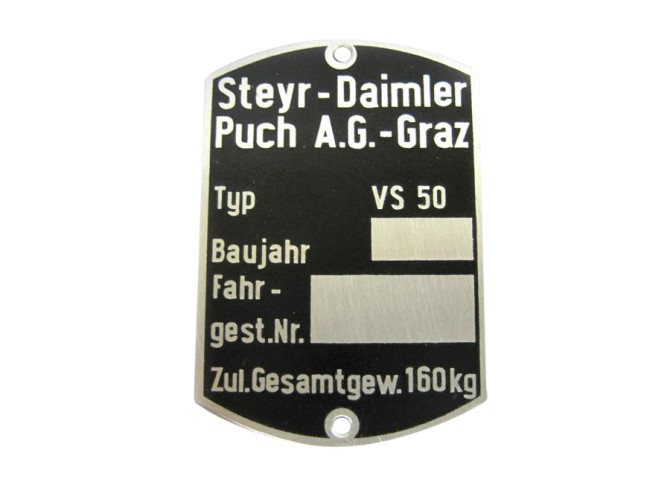 Steyr-Daimler
Puch A.G.-Graz
Typ VS 50
Baujahr
Fahr-
gest.Nr.
Zul.Gesamtgew.160kg